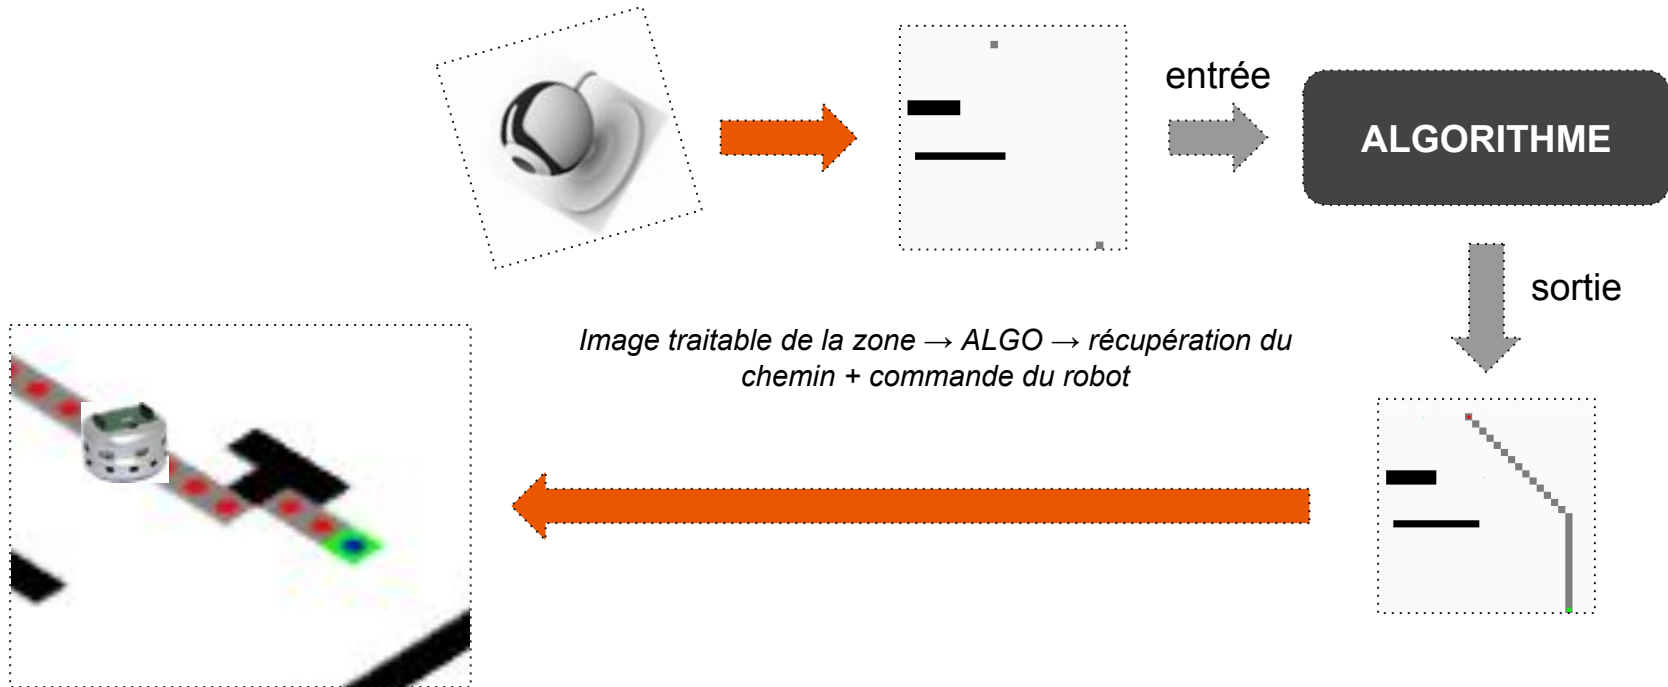 entrée
ALGORITHME
sortie
Image traitable de la zone → ALGO → récupération du
chemin + commande du robot